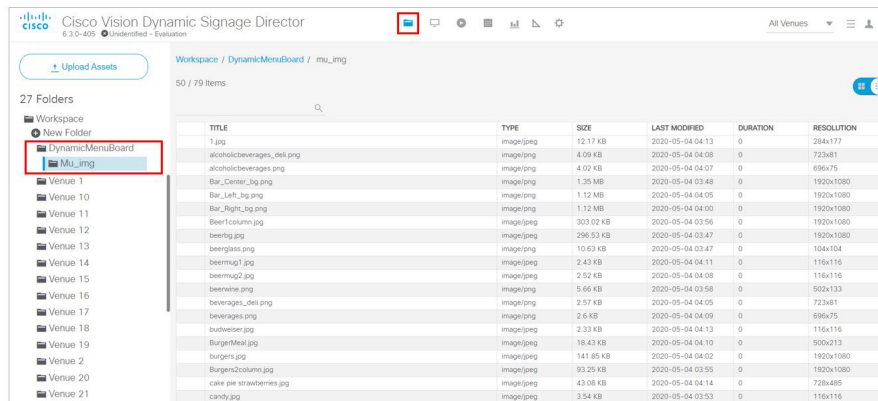 cisco
Cisco Vision Dynamic Signage Director
6.3.0-405 Unidentified - Evaluation
All Venues
Upload Assets
27 Folders
Workspace
New Folder
DynamicMenuBoard
Mu_img
Venue 1
Venue 10
Venue 11
Venue 12
Venue 13
Venue 14
Venue 15
Venue 16
Venue 17
Venue 18
Venue 19
Venue 2
Venue 20
Venue 21
Workspace / DynamicMenuBoard / mu_img
50 / 79 Items
TITLE TYPE SIZE LAST MODIFIED DURATION RESOLUTION
1.jpg image/jpeg 12.17 KB 2020-05-04 04:13 0 284x177
alcoholicbeverages_deli.png image/png 4.09 KB 2020-05-04 04:08 0 723x81
alcoholicbeverages.png image/png 4.02 KB 2020-05-04 04:07 0 696x75
Bar_Center_bg.png image/jpeg 1.35 MB 2020-05-04 03:48 0 1920x1080
Bar_Left_bg.png image/jpeg 1.12 MB 2020-05-04 04:05 0 1920x1080
Bar_Right_bg.png image/jpeg 1.12 MB 2020-05-04 04:00 0 1920x1080
Beer1column.jpg image/jpeg 303.02 KB 2020-05-04 03:56 0 1920x1080
beerbg.jpg image/jpeg 296.53 KB 2020-05-04 03:47 0 1920x1080
beerglass.png image/png 10.63 KB 2020-05-04 03:47 0 104x104
beermug1.jpg image/jpeg 2.43 KB 2020-05-04 04:11 0 116x116
beermug2.jpg image/jpeg 2.52 KB 2020-05-04 04:08 0 116x116
beerwine.png image/png 5.66 KB 2020-05-04 03:58 0 502x133
beverages_deli.png image/png 2.57 KB 2020-05-04 04:05 0 723x81
beverages.png image/png 2.6 KB 2020-05-04 04:09 0 696x75
budweiser.jpg image/jpeg 2.33 KB 2020-05-04 04:13 0 116x116
BurgerMeal.jpg image/jpeg 18.43 KB 2020-05-04 04:10 0 500x213
burgers.jpg image/jpeg 141.85 KB 2020-05-04 04:02 0 1920x1080
Burgers2column.jpg image/jpeg 93.25 KB 2020-05-04 03:55 0 1920x1080
cake pie strawberries.jpg image/jpeg 43.08 KB 2020-05-04 04:14 0 728x485
candy.jpg image/jpeg 3.54 KB 2020-05-04 03:53 0 116x116